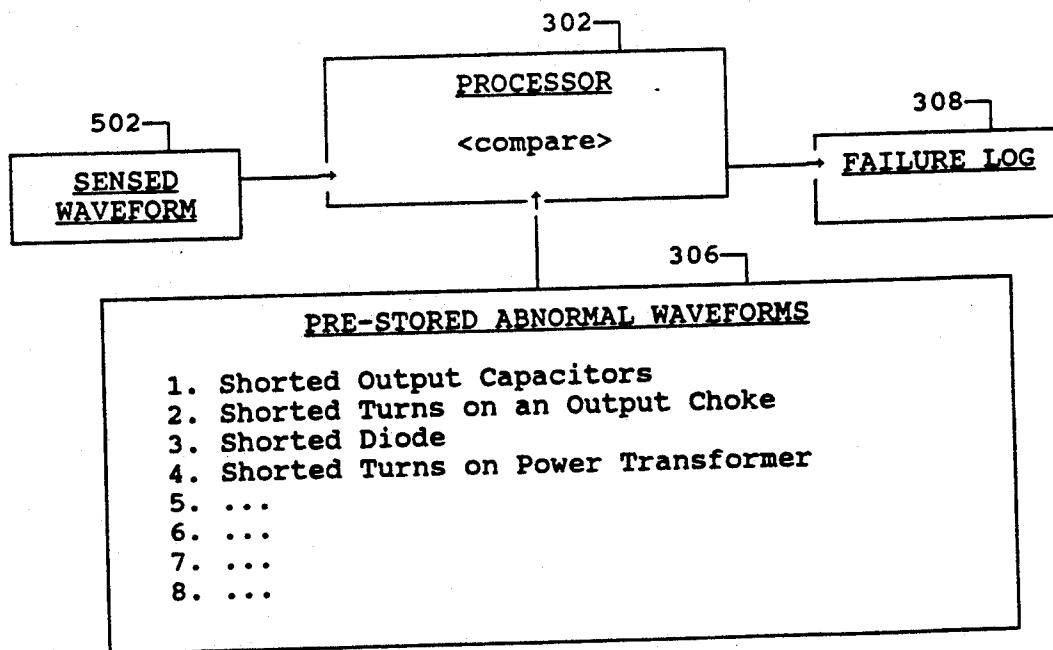 302
PROCESSOR
<compare>
502
SENSED
WAVEFORM
308
FAILURE LOG
306
PRE-STORED ABNORMAL WAVEFORMS
1. Shorted Output Capacitors
2. Shorted Turns on an Output Choke
3. Shorted Diode
4. Shorted Turns on Power Transformer
5. ...
6. ...
7. ...
8. ...